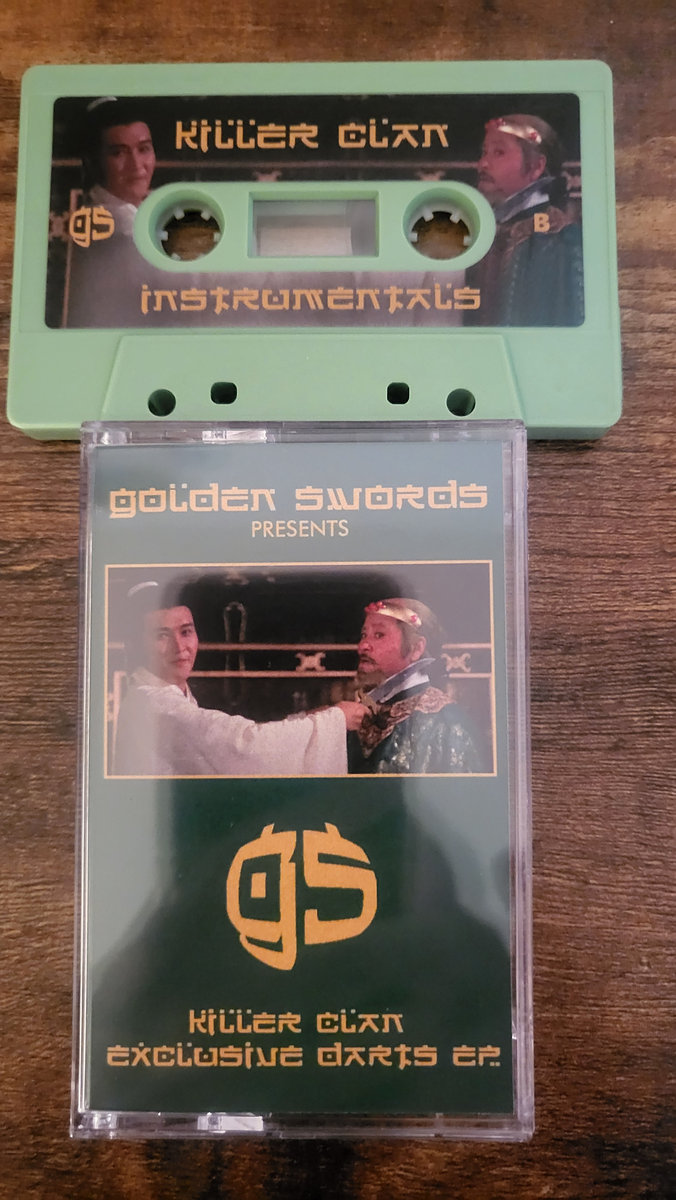 KILLER CLAN
gs
B
INSTRUMENTALS
GOLDEN SWORDS
PRESENTS
gs
KILLER CLAN
EXCLUSIVE DARTS EP.